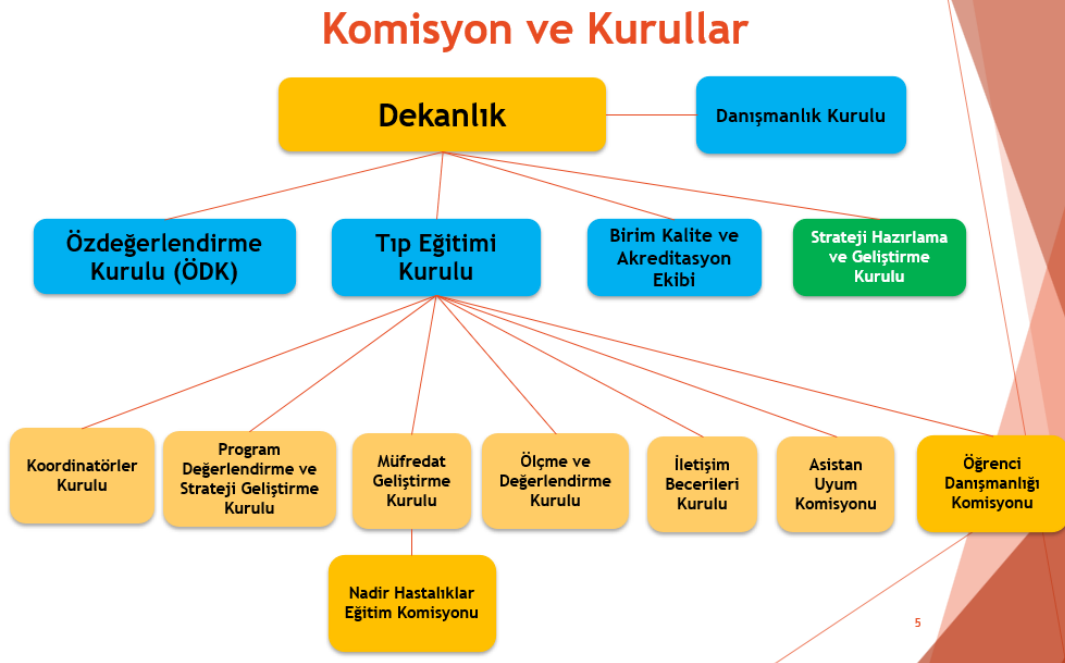 Komisyon ve Kurullar
Dekanlık
Danışmanlık Kurulu
Özdeğerlendirme
Kurulu (ÖDK)
Tıp Eğitimi
Kurulu
Birim Kalite ve
Akreditasyon
Ekibi
Strateji Hazırlama
ve Geliştirme
Kurulu
Koordinatörler
Kurulu
Program
Değerlendirme ve
Strateji Geliştirme
Kurulu
Müfredat
Geliştirme
Kurulu
Ölçme ve
Değerlendirme
Kurulu
İletişim
Becerileri
Kurulu
Asistan
Uyum
Komisyonu
Öğrenci
Danışmanlığı
Komisyonu
Nadir Hastalıklar
Eğitim Komisyonu
5